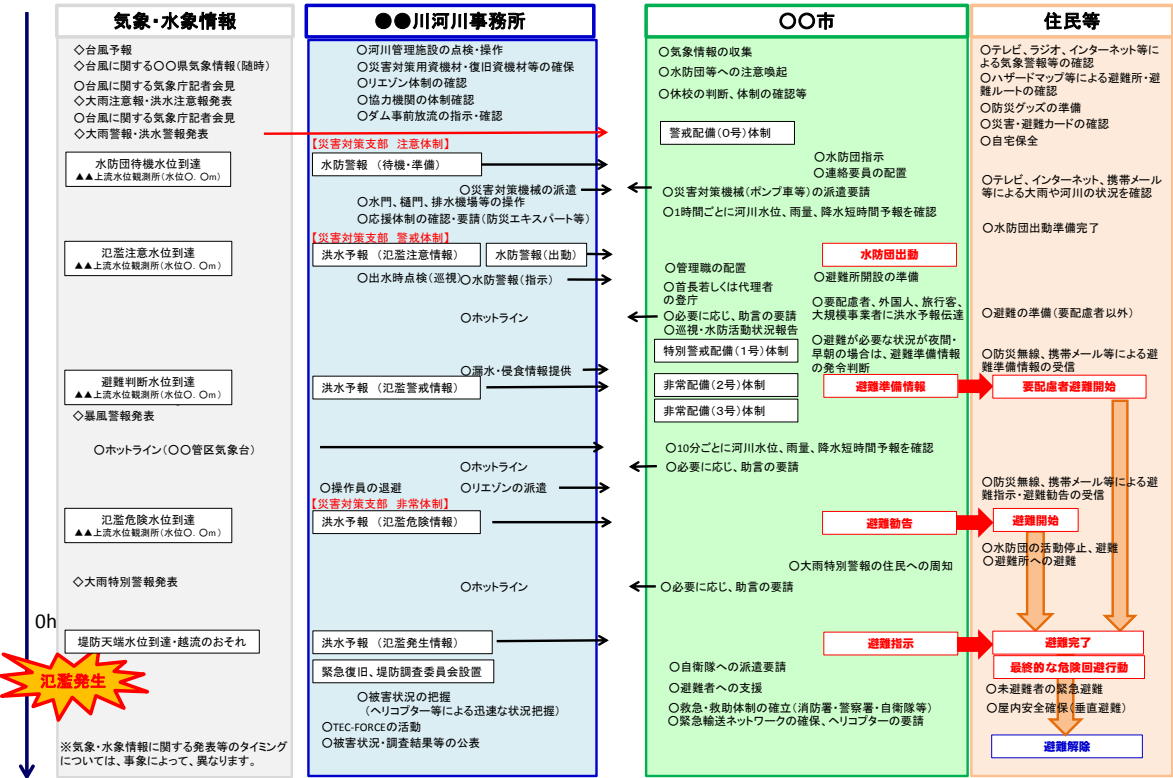 気象・水象情報
◇台風予報
◇台風に関する〇〇県気象情報(随時)
〇台風に関する気象庁記者会見
◇大雨注意報・洪水注意報発表
〇台風に関する気象庁記者会見
◇大雨警報・洪水警報発表
水防団待機水位到達
▲▲上流水位観測所(水位〇.〇m)
氾濫注意水位到達
▲▲上流水位観測所(水位〇.〇m)
避難判断水位到達
▲▲上流水位観測所(水位〇.〇m)
◇暴風警報発表
〇ホットライン(〇〇管区気象台)
氾濫危険水位到達
▲▲上流水位観測所(水位〇.〇m)
◇大雨特別警報発表
0h
堤防天端水位到達・越流のおそれ
氾濫発生
※気象・水象情報に関する発表等のタイミング
については、事象によって、異なります。
●●川河川事務所
〇河川管理施設の点検・操作
〇災害対策用資機材・復旧資機材等の確保
〇リエゾン体制の確認
〇協力機関の体制確認
〇ダム事前放流の指示・確認
【災害対策支部 注意体制】
水防警報 (待機・準備)
〇災害対策機械の派遣
〇水門、樋門、排水機場等の操作
〇応援体制の確認・要請(防災エキスパート等)
【災害対策支部 警戒体制】
洪水予報 (氾濫注意情報)
水防警報(出動)
〇出水時点検(巡視)
〇水防警報(指示)
〇ホットライン
〇漏水・侵食情報提供
洪水予報 (氾濫警戒情報)
〇ホットライン
〇操作員の退避
〇リエゾンの派遣
【災害対策支部 非常体制】
洪水予報 (氾濫危険情報)
〇ホットライン
洪水予報 (氾濫発生情報)
緊急復旧、堤防調査委員会設置
〇被害状況の把握
(ヘリコプター等による迅速な状況把握)
〇TEC-FORCEの活動
〇被害状況・調査結果等の公表
〇〇市
〇気象情報の収集
〇水防団等への注意喚起
〇休校の判断、体制の確認等
警戒配備(0号)体制
〇水防団指示
〇連絡要員の配置
〇災害対策機械(ポンプ車等)の派遣要請
〇1時間ごとに河川水位、雨量、降水短時間予報を確認
水防団出動
〇管理職の配置
〇避難所開設の準備
〇首長若しくは代理者
の登庁
〇要配慮者、外国人、旅行客、
大規模事業者に洪水予報伝達
〇必要に応じ、助言の要請
〇巡視・水防活動状況報告
特別警戒配備(1号)体制
〇避難が必要な状況が夜間・
早朝の場合は、避難準備情報
の発令判断
非常配備(2号)体制
避難準備情報
非常配備(3号)体制
〇10分ごとに河川水位、雨量、降水短時間予報を確認
〇必要に応じ、助言の要請
避難勧告
〇大雨特別警報の住民への周知
〇必要に応じ、助言の要請
避難指示
〇自衛隊への派遣要請
〇避難者への支援
〇救急・救助体制の確立(消防署・警察署・自衛隊等)
〇緊急輸送ネットワークの確保、ヘリコプターの要請
住民等
〇テレビ、ラジオ、インターネット等に
よる気象警報等の確認
〇ハザードマップ等による避難所・避
難ルートの確認
〇防災グッズの準備
〇災害・避難カードの確認
〇自宅保全
〇テレビ、インターネット、携帯メール
等による大雨や河川の状況を確認
〇水防団出動準備完了
〇避難の準備(要配慮者以外)
〇防災無線、携帯メール等による避
難準備情報の受信
要配慮者避難開始
〇防災無線、携帯メール等による避
難指示・避難勧告の受信
避難開始
〇水防団の活動停止、避難
〇避難所への避難
避難完了
最終的な危険回避行動
〇未避難者の緊急避難
〇屋内安全確保(垂直避難)
避難解除